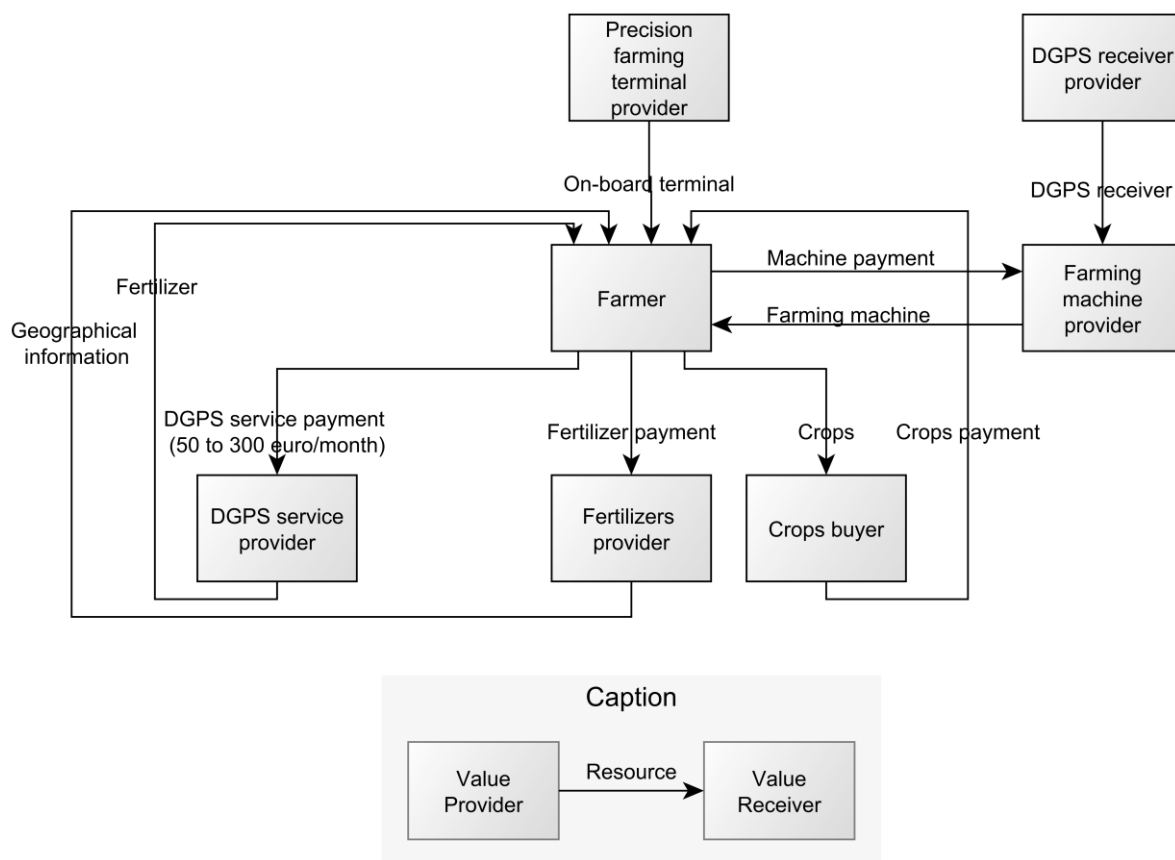 Precision
farming
terminal
provider
DGPS receiver
provider
On-board terminal
DGPS receiver
Machine payment
Farmer
Farming
machine
provider
Fertilizer
Farming machine
Geographical
information
DGPS service payment
(50 to 300 euro/month)
Fertilizer payment
Crops
Crops payment
DGPS service
provider
Fertilizers
provider
Crops buyer
Caption
Value
Provider
Resource
Value
Receiver